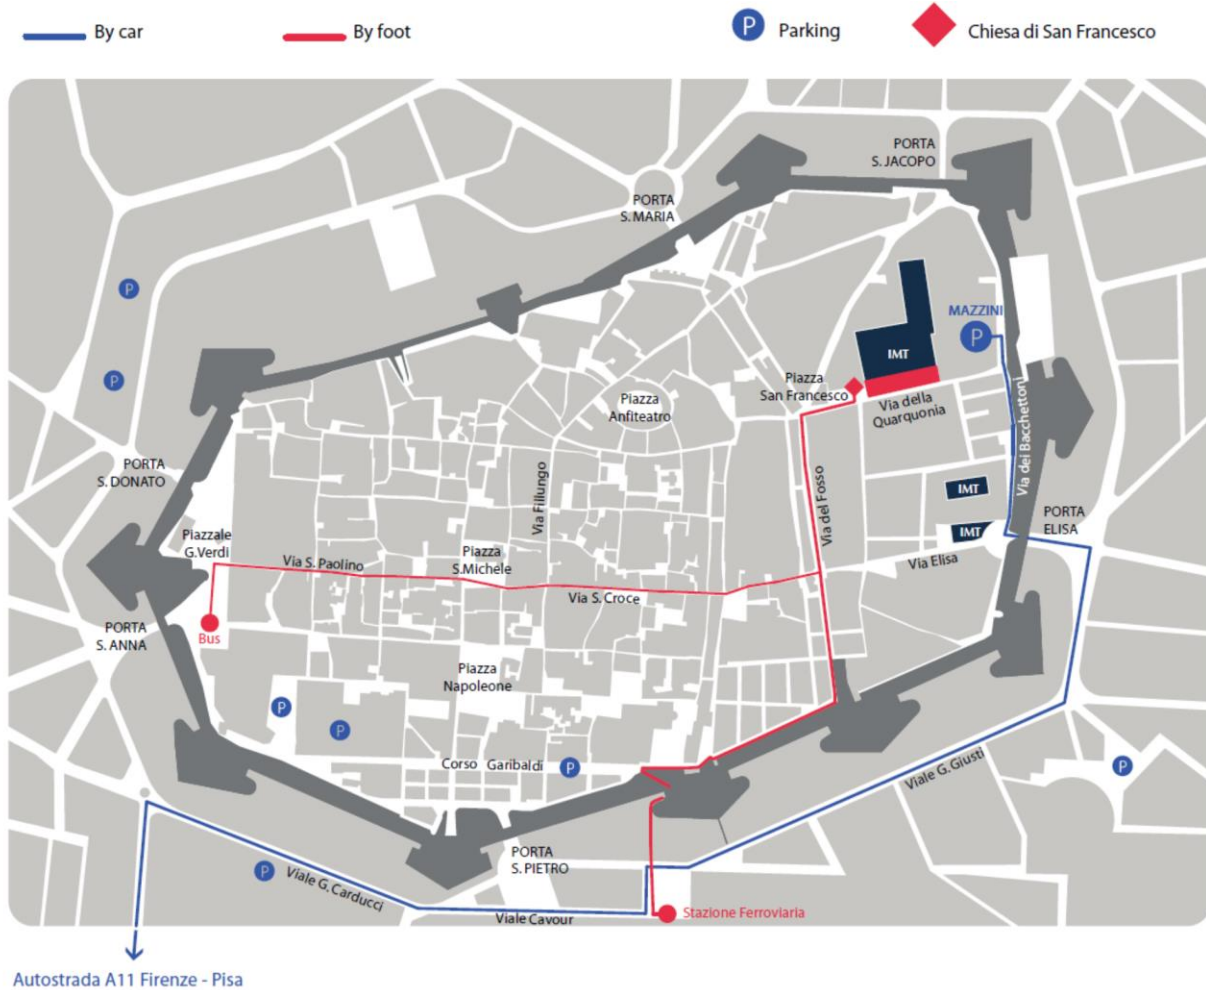 By car
By foot
P
Parking
Chiesa di San Francesco
PORTA
S. JACOPO
PORTA
S. MARIA
P
MAZZINI
P
IMT
P
Piazza
San Francesco
Piazza
Anfiteatro
Via della
Quarquonia
Via dei Bacchettoni
PORTA
S. DONATO
Via Fillungo
Via del Fosso
IMT
PORTA
ELISA
IMT
Piazzale
G.Verdi
Via S. Paolino
Piazza
S.Michele
Via Elisa
Via S. Croce
PORTA
S. ANNA
Bus
Piazza
Napoleone
P
P
Corso Garibaldi
P
Viale G. Giusti
P
PORTA
S. PIETRO
P
Viale G. Carducci
Viale Cavour
Stazione Ferroviaria
Autostrada A11 Firenze - Pisa